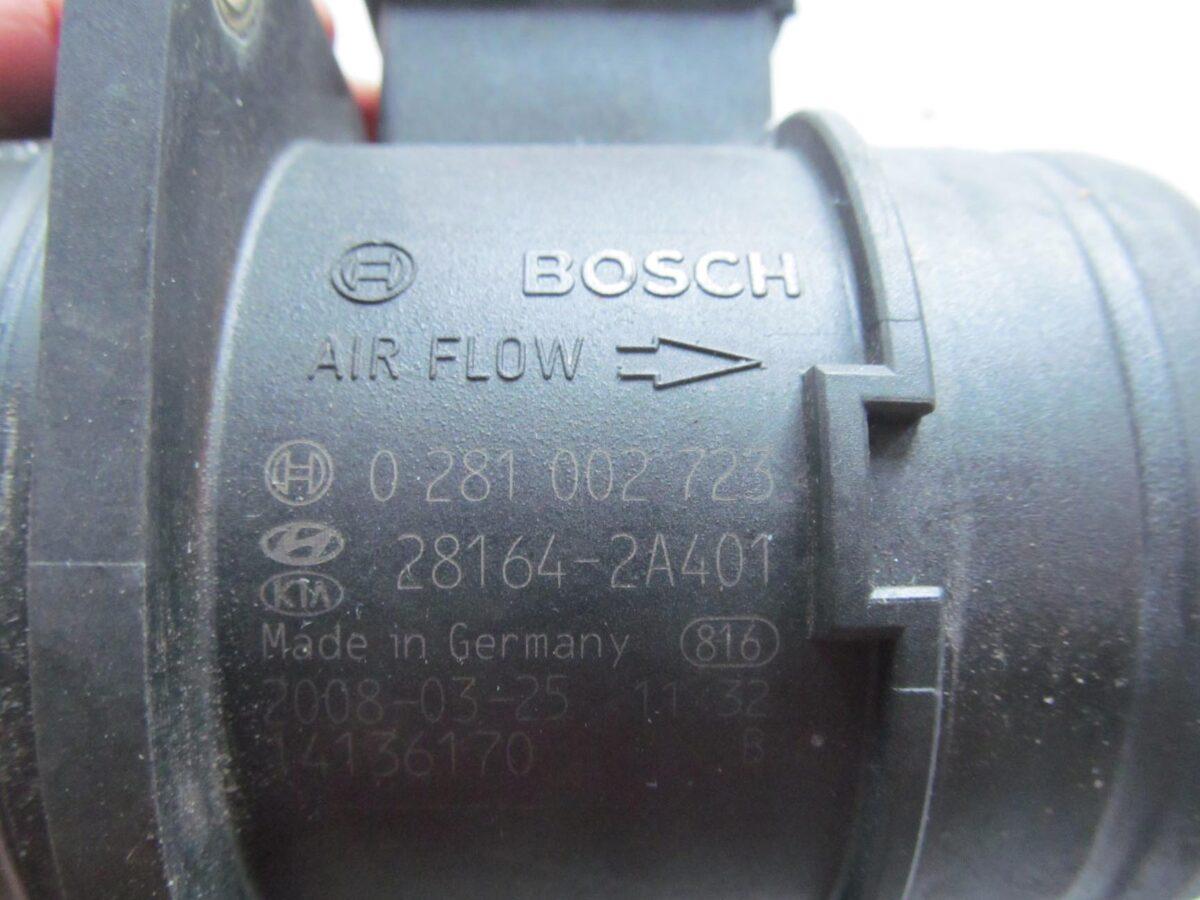 BOSCH
AIR FLOW
0 281 002 723
28164-2A401
KIA
Made in Germany 816
2008-03-25 11:32
14136170 B